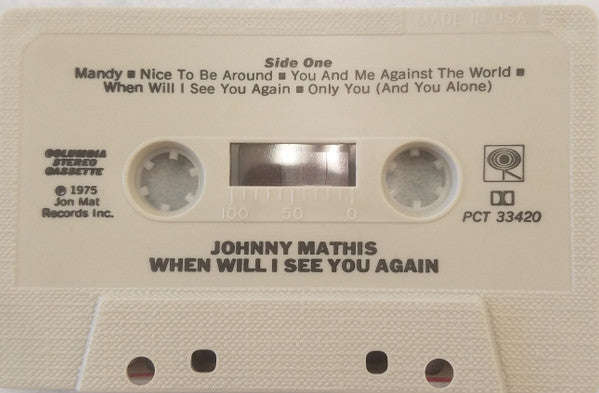 MADE IN USA
Side One
Mandy ■ Nice To Be Around ■ You And Me Against The World ■
When Will I See You Again ■ Only You (And You Alone)
COLUMBIA
STEREO
CASSETTE
℗ 1975
Jon Mat
Records Inc.
100 50 0
PCT 33420
JOHNNY MATHIS
WHEN WILL I SEE YOU AGAIN